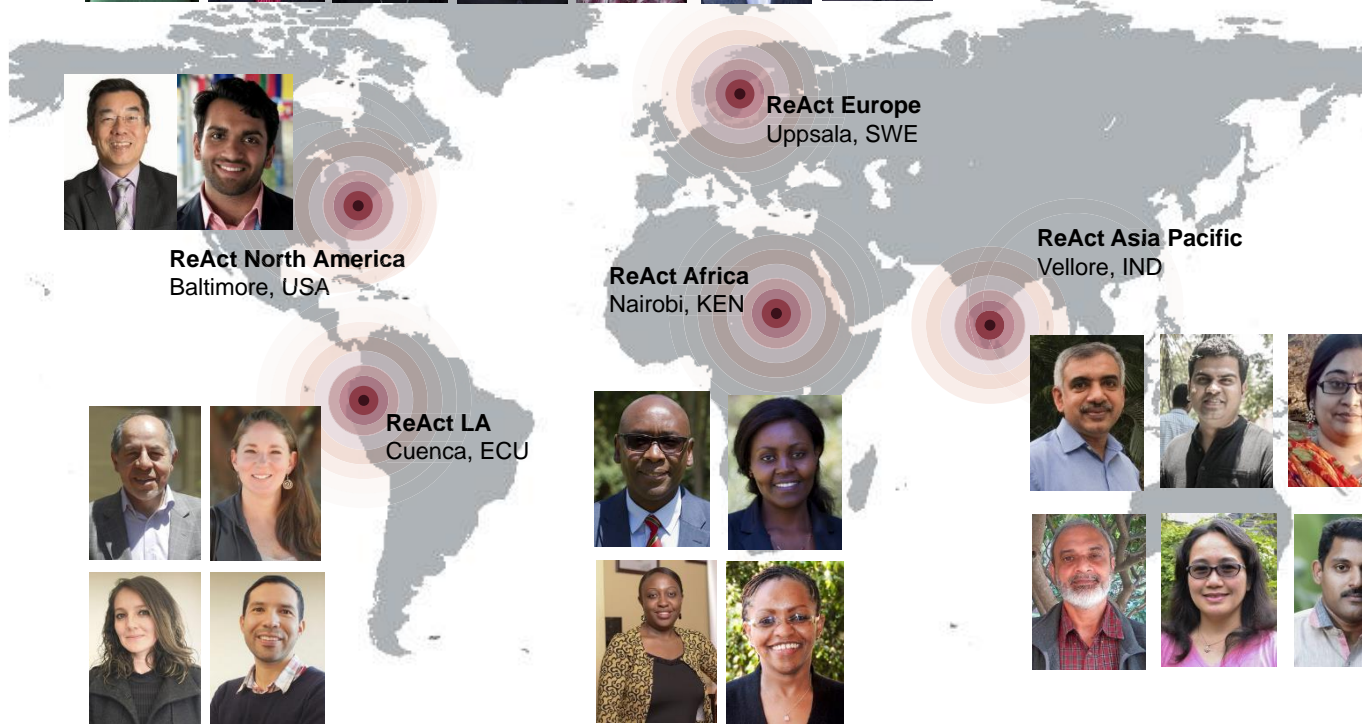 ReAct Europe
Uppsala, SWE
ReAct North America
Baltimore, USA
ReAct Africa
Nairobi, KEN
ReAct Asia Pacific
Vellore, IND
ReAct LA
Cuenca, ECU